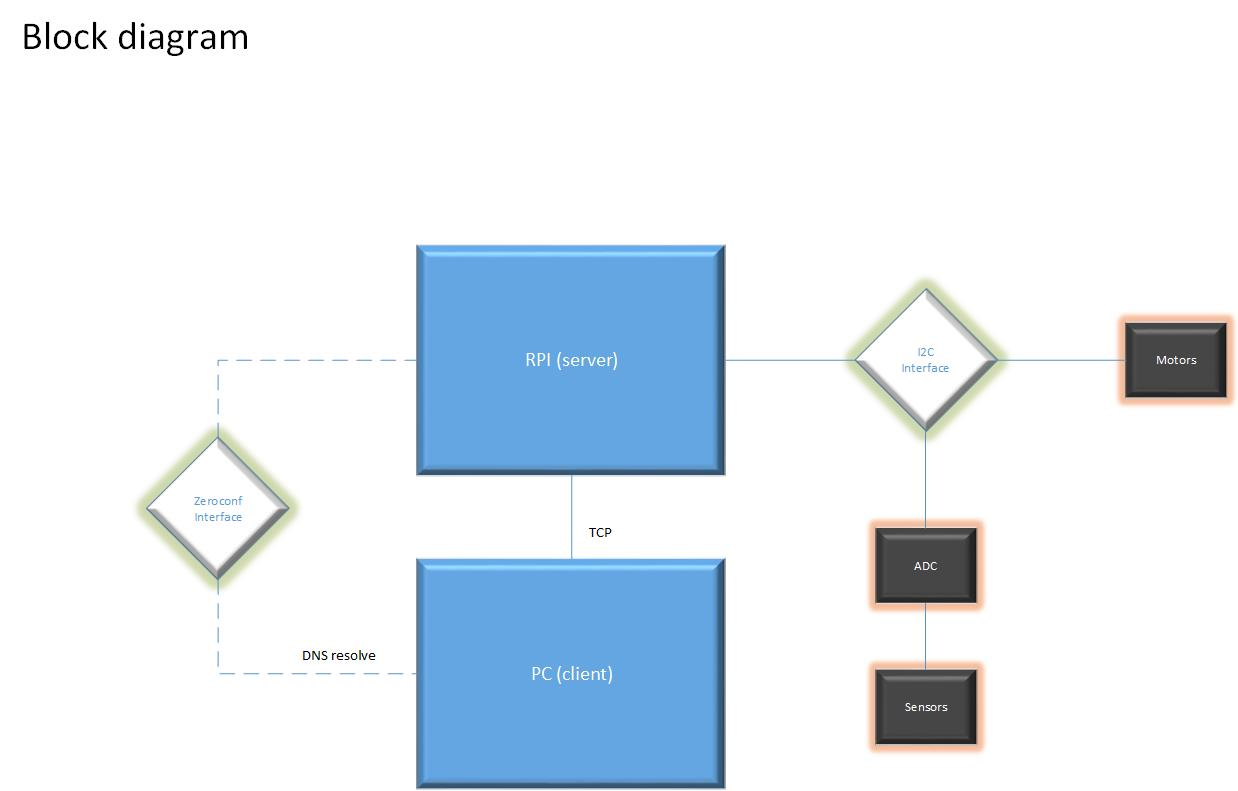 Block diagram
RPI (server)
I2C
Interface
Motors
Zeroconf
Interface
TCP
ADC
DNS resolve
PC (client)
Sensors